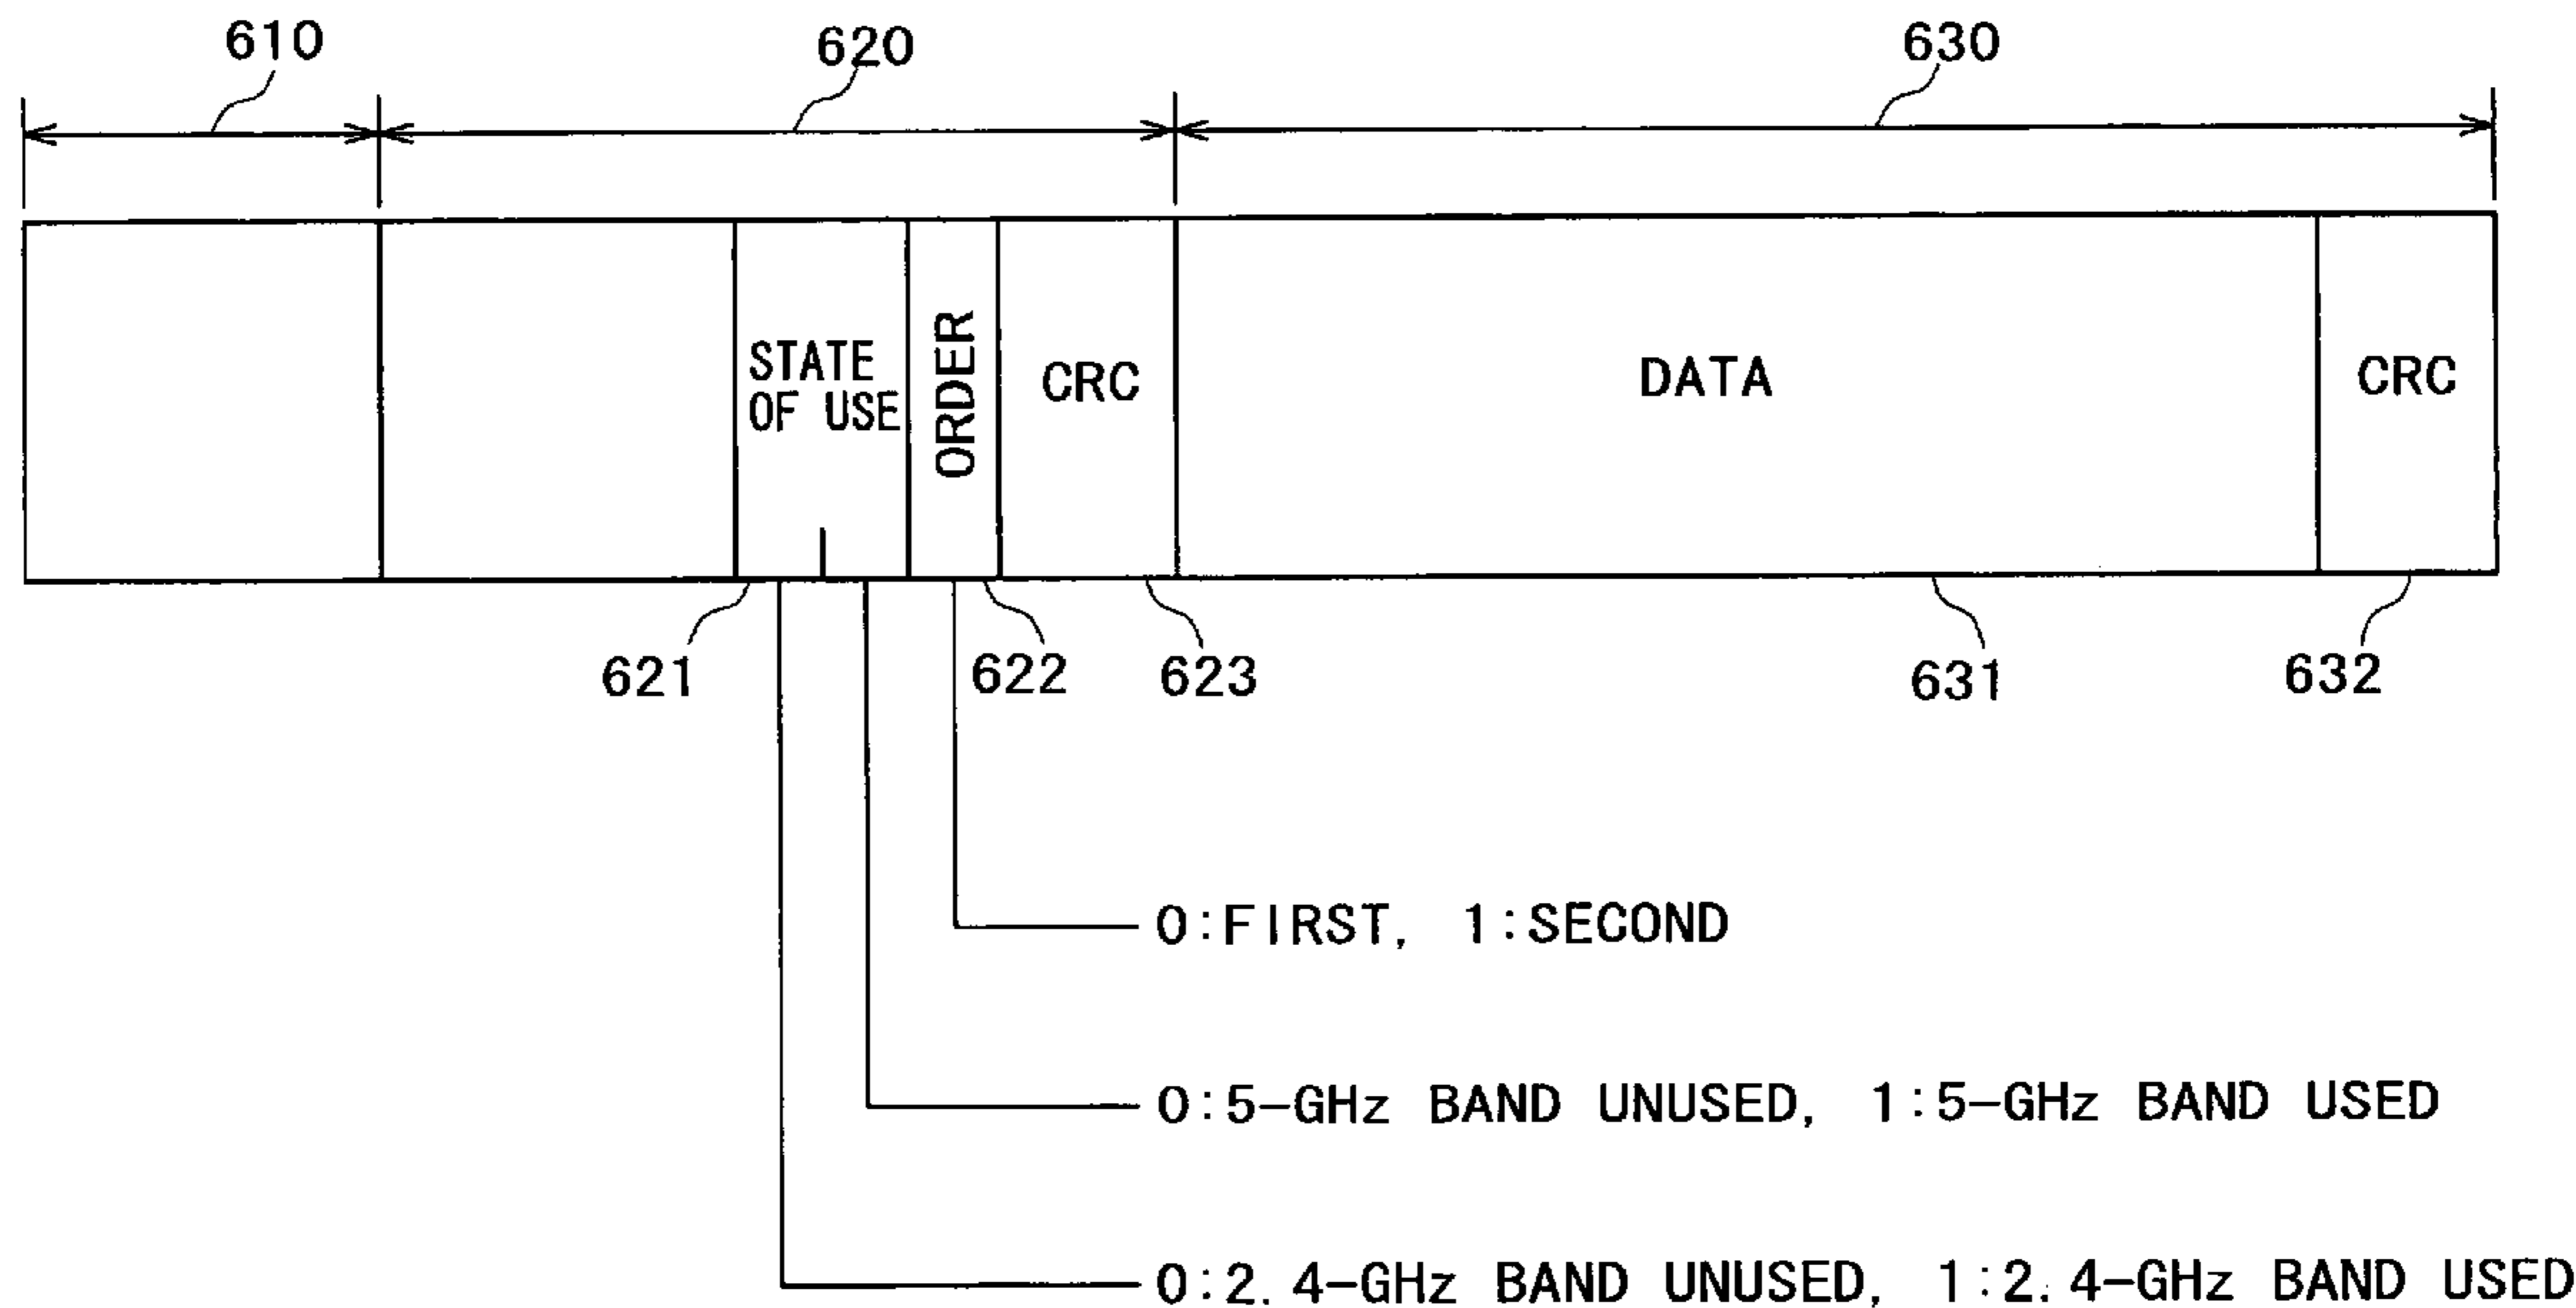 610
620
630
STATE
OF USE
ORDER
CRC
DATA
CRC
621
622
623
631
632
0:FIRST, 1:SECOND
0:5-GHz BAND UNUSED, 1:5-GHz BAND USED
0:2.4-GHz BAND UNUSED, 1:2.4-GHz BAND USED